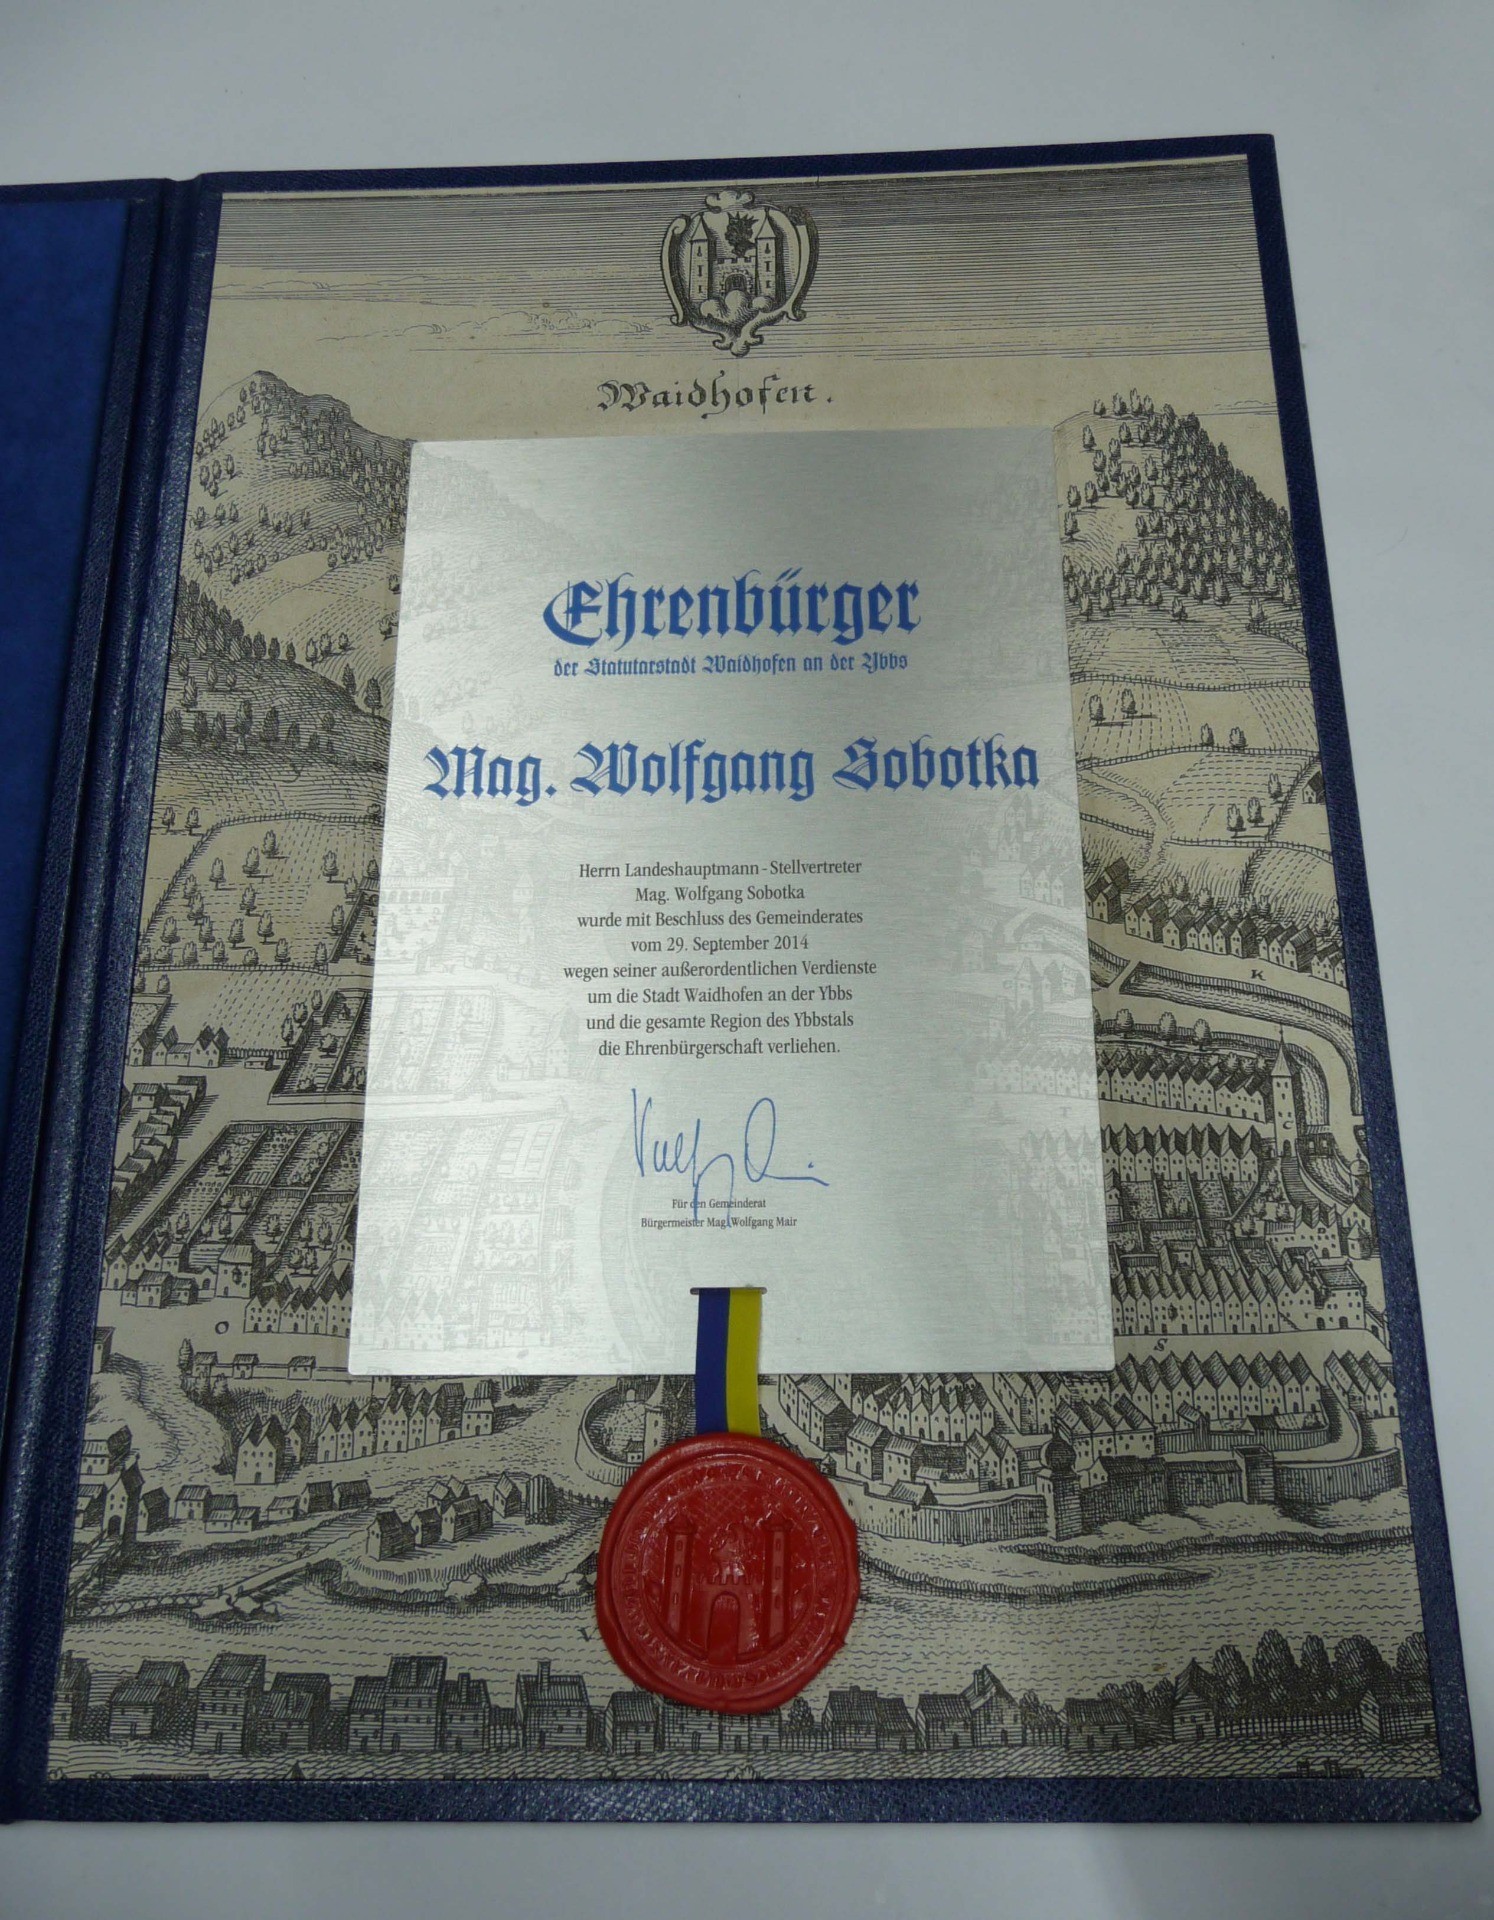 Waidhofen.
Ehrenbürger
der Statutarstadt Waidhofen an der Ybbs
Mag. Wolfgang Sobotka
Herrn Landeshauptmann-Stellvertreter
Mag. Wolfgang Sobotka
wurde mit Beschluss des Gemeinderates
vom 29. September 2014
wegen seiner außerordentlichen Verdienste
um die Stadt Waidhofen an der Ybbs
und die gesamte Region des Ybbstals
die Ehrenbürgerschaft verliehen.
Für den Gemeinderat
Bürgermeister Mag. Wolfgang Mair
K
T
C
O
S